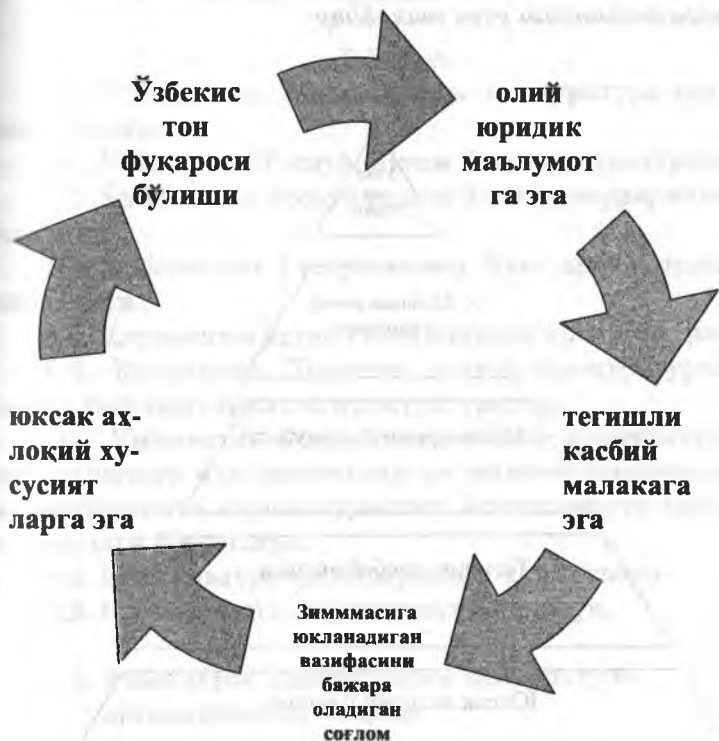 Ўзбекис
тон
фуқароси
бўлиши
олий
юридик
маълумот
га эга
тегишли
касбий
малакага
эга
Зимммасига
юкланадиган
вазифасини
бажара
оладиган
соғлом
юксак ах-
лоқий ху-
сусият
ларга эга